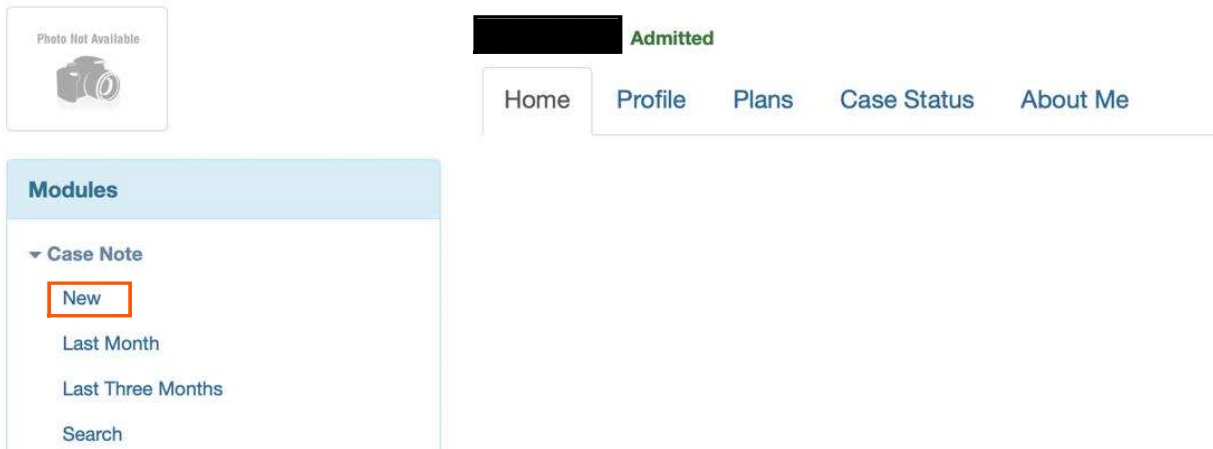 Photo Not Available
Admitted
Home Profile Plans Case Status About Me
Modules
Case Note
New
Last Month
Last Three Months
Search